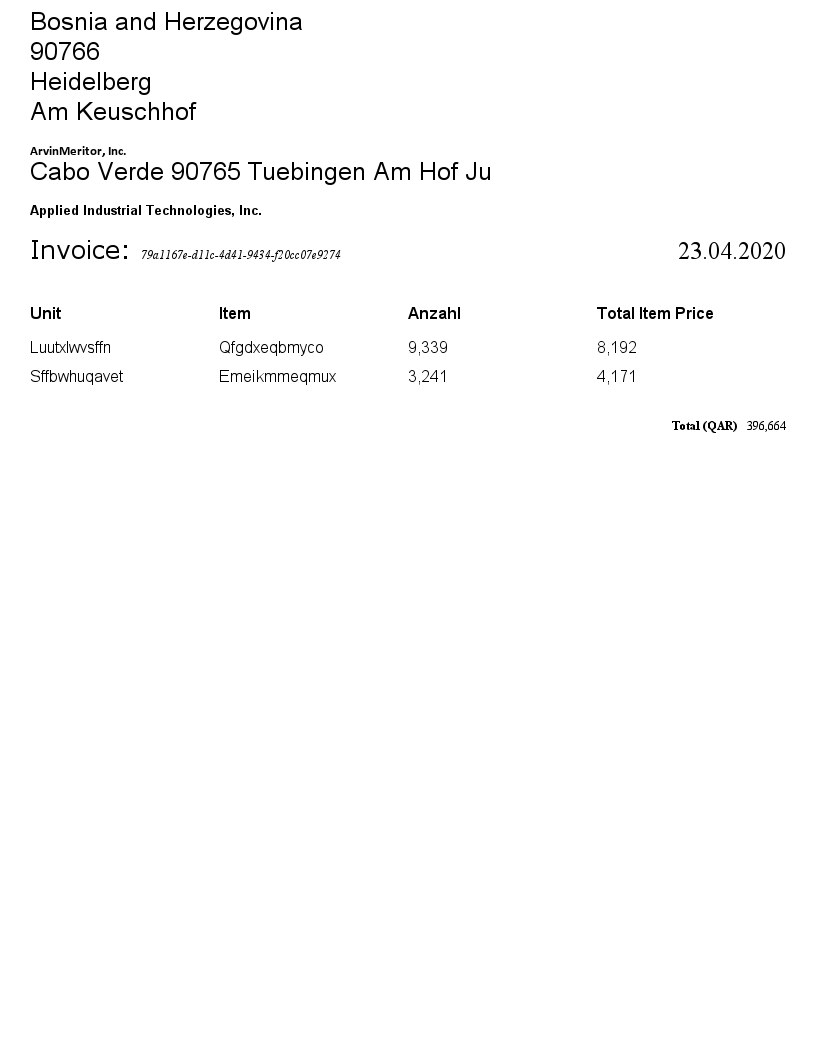 Bosnia and Herzegovina
90766
Heidelberg
Am Keuschhof
ArvinMeritor, Inc.
Cabo Verde 90765 Tuebingen Am Hof Ju
Applied Industrial Technologies, Inc.
Invoice: 79a1167e-d11c-4d41-9434-f20cc07e9274 23.04.2020
Unit Item Anzahl Total Item Price
Luutxlwvsffn Qfgdxeqbmyco 9,339 8,192
Sffbwhuqavet Emeikmmeqmux 3,241 4,171
Total (QAR) 396,664